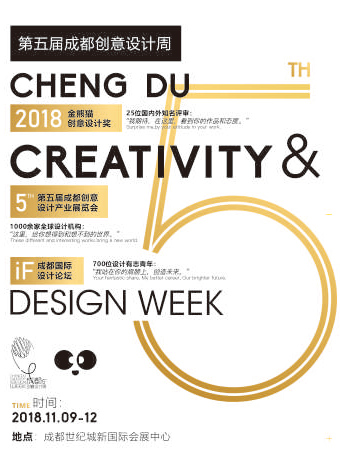 第五届成都创意设计周
5TH
CHENG DU
2018 金熊猫
创意设计奖
25位国内外知名评审:
“我期待,在这里,看到你的作品和态度。”
Surprise me by your attitude in your work.
CREATIVITY &
5TH 第五届成都创意
设计产业展览会
1000余家全球设计机构:
“这里,给你想得到和想不到的世界。”
These different and interesting works bring a new world.
iF 成都国际
设计论坛
700位设计有志青年:
“我站在你的肩膀上,创造未来。”
Your fantastic share, My better career, Our brighter future.
DESIGN WEEK
TIME 时间:
2018.11.09-12
地点: 成都世纪城新国际会展中心